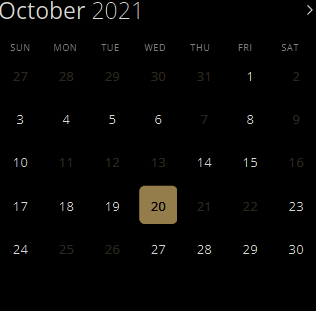 October 2021
SUN MON TUE WED THU FRI SAT
27 28 29 30 31 1 2
3 4 5 6 7 8 9
10 11 12 13 14 15 16
17 18 19 20 21 22 23
24 25 26 27 28 29 30